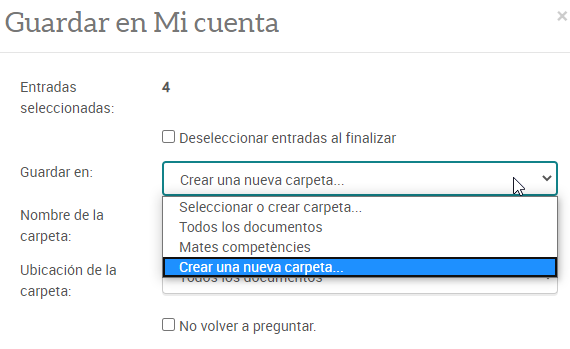 Guardar en Mi cuenta
×
Entradas
seleccionadas:
4
Deseleccionar entradas al finalizar
Guardar en:
Crear una nueva carpeta...
Seleccionar o crear carpeta...
Todos los documentos
Mates competències
Crear una nueva carpeta...
Nombre de la
carpeta:
Ubicación de la
carpeta:
Todos los documentos
No volver a preguntar.